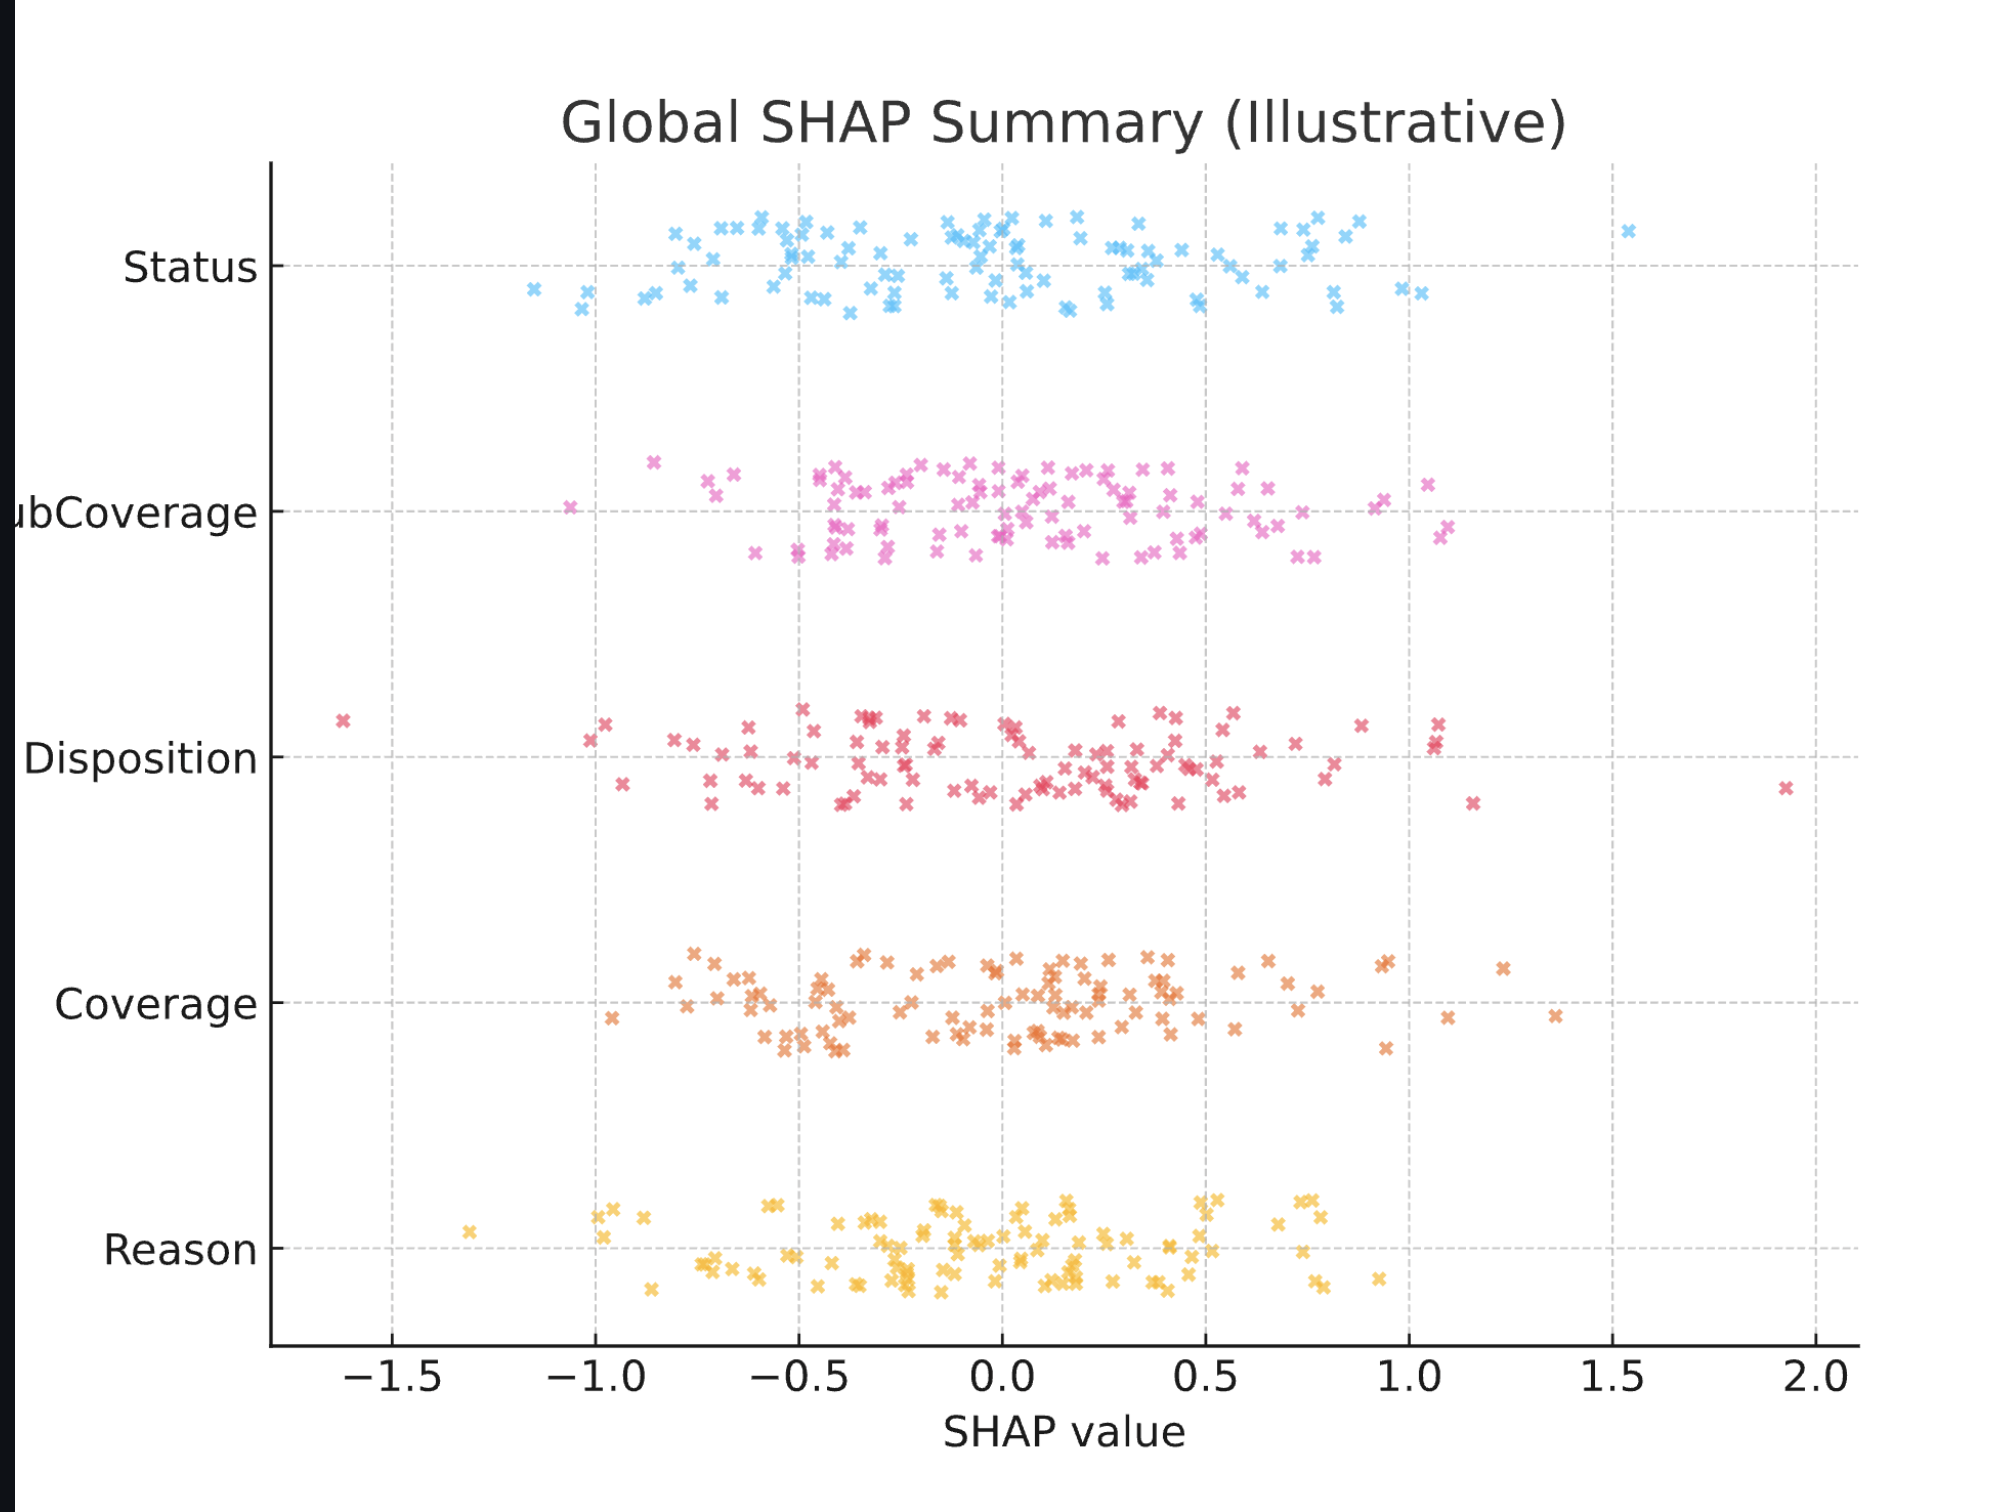 Global SHAP Summary (Illustrative)
Status
ubCoverage
Disposition
Coverage
Reason
−1.5 −1.0 −0.5 0.0 0.5 1.0 1.5 2.0
SHAP value